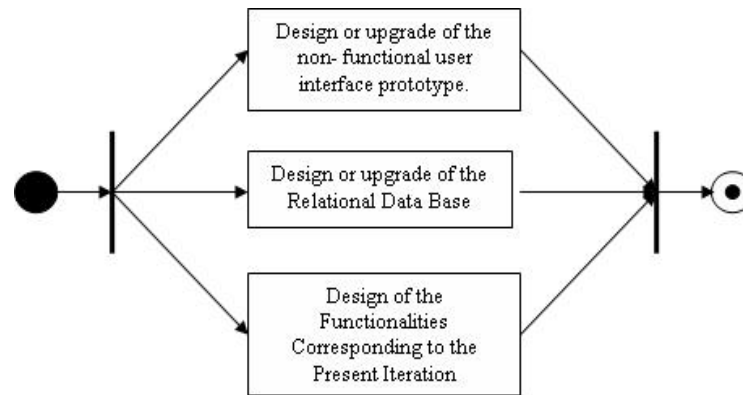 Design or upgrade of the
non- functional user
interface prototype.
Design or upgrade of the
Relational Data Base
Design of the
Functionalities
Corresponding to the
Present Iteration